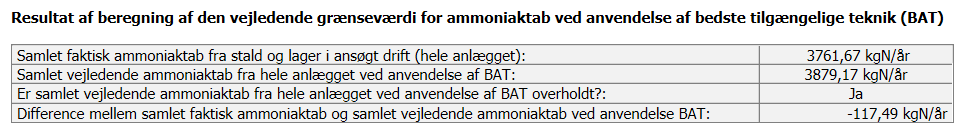 Resultat af beregning af den vejledende grænseværdi for ammoniaktab ved anvendelse af bedste tilgængelige teknik (BAT)
Samlet faktisk ammoniaktab fra stald og lager i ansøgt drift (hele anlægget): 3761,67 kgN/år
Samlet vejledende ammoniaktab fra hele anlægget ved anvendelse af BAT: 3879,17 kgN/år
Er samlet vejledende ammoniaktab fra hele anlægget ved anvendelse af BAT overholdt?: Ja
Difference mellem samlet faktisk ammoniaktab og samlet vejledende ammoniaktab ved anvendelse BAT: -117,49 kgN/år